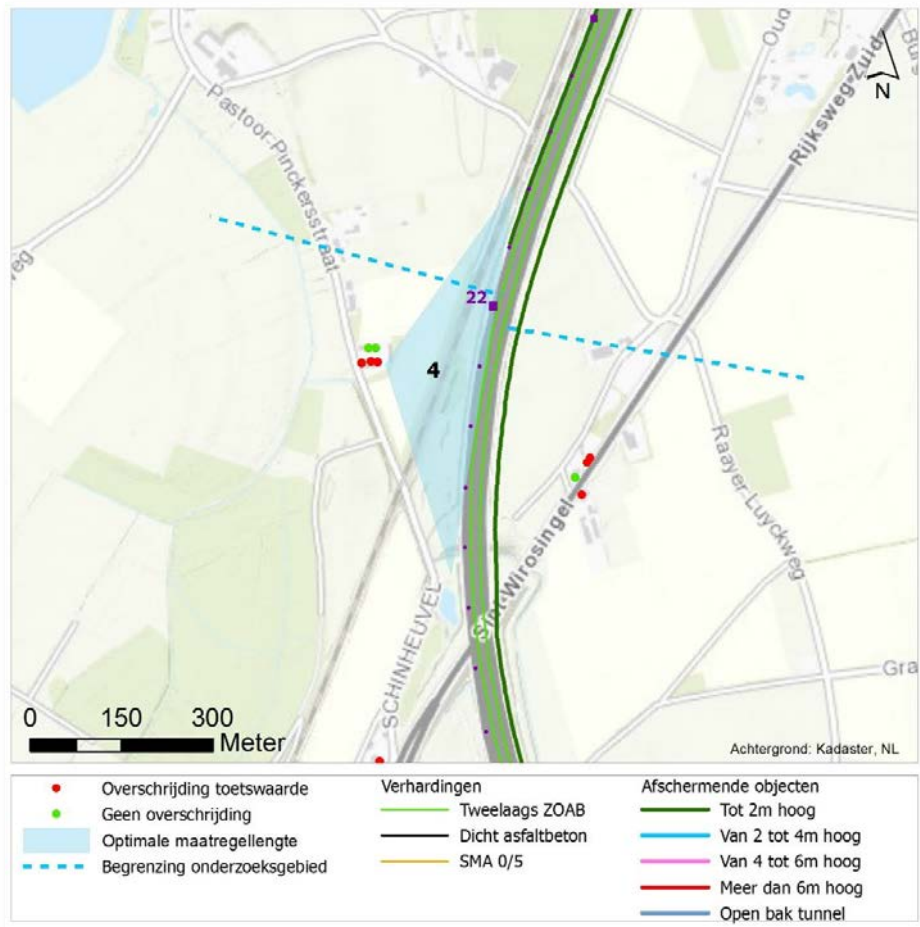 Oud
Bu
N
Rijksweg-Zuid
Pastoor-Pinckersstraat
eg
22
4
Raayer-Luyckweg
Sint-Wirosingel
SCHINHEUVEL
Gra
0 150 300
Meter
Achtergrond: Kadaster, NL
Overschrijding toetswaarde
Geen overschrijding
Optimale maatregellengte
Begrenzing onderzoeksgebied
Verhardingen
Tweelaags ZOAB
Dicht asfaltbeton
SMA 0/5
Afschermende objecten
Tot 2m hoog
Van 2 tot 4m hoog
Van 4 tot 6m hoog
Meer dan 6m hoog
Open bak tunnel